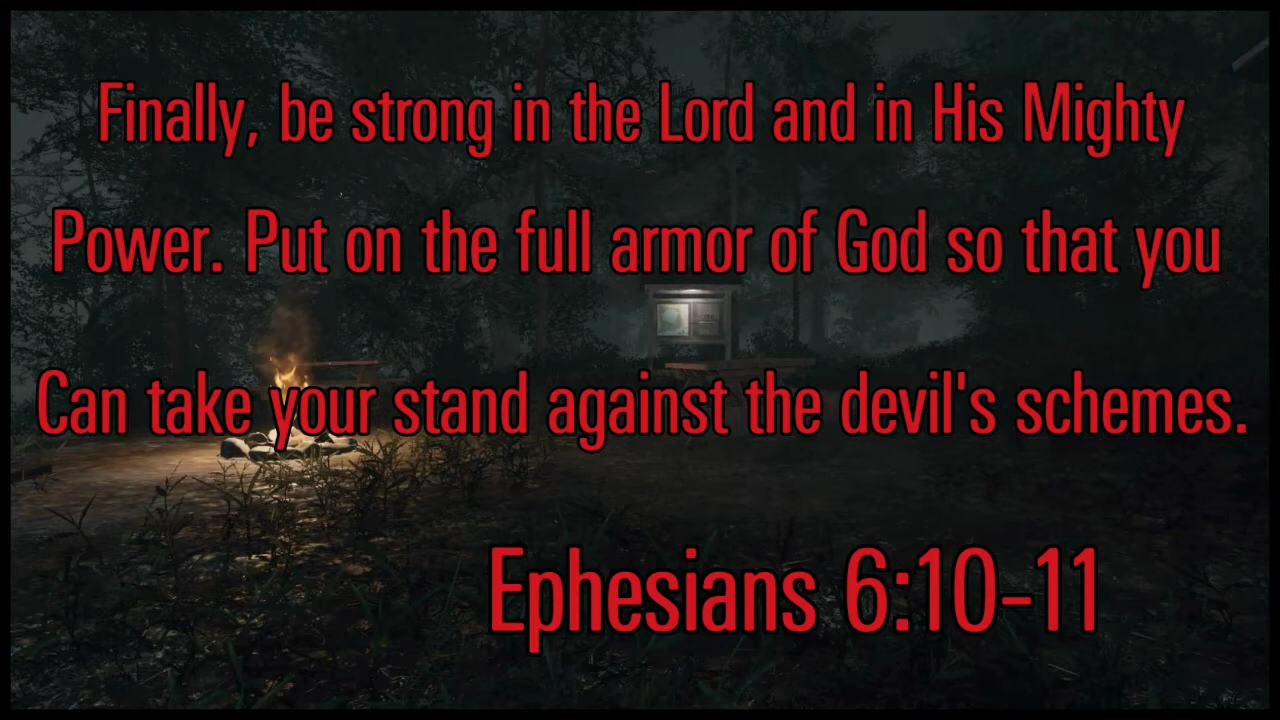 Finally, be strong in the Lord and in His Mighty
Power. Put on the full armor of God so that you
Can take your stand against the devil's schemes.
Ephesians 6:10-11